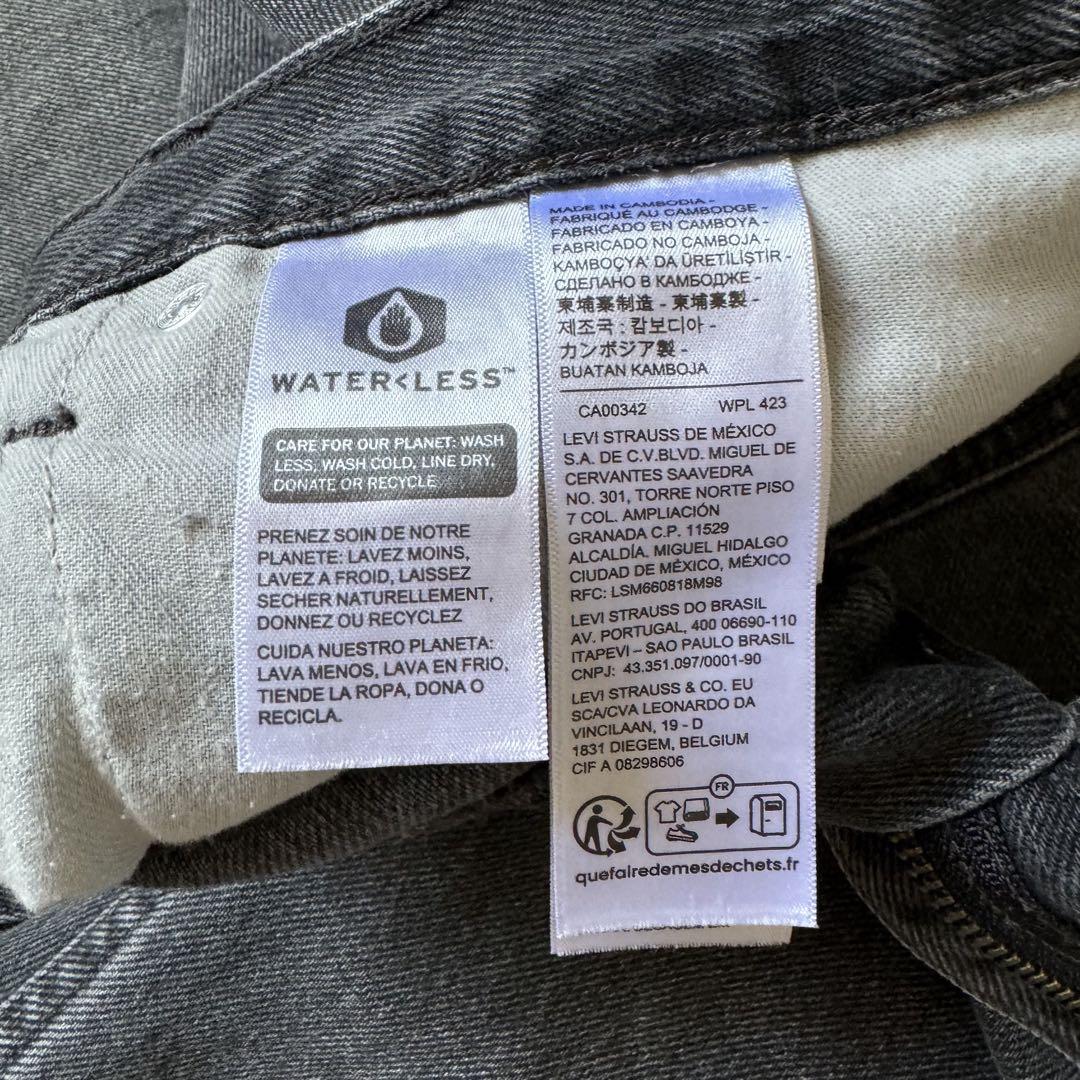 WATER<LESS™
CARE FOR OUR PLANET: WASH
LESS, WASH COLD, LINE DRY,
DONATE OR RECYCLE
PRENEZ SOIN DE NOTRE
PLANETE: LAVEZ MOINS,
LAVEZ A FROID, LAISSEZ
SECHER NATURELLEMENT,
DONNEZ OU RECYCLEZ
CUIDA NUESTRO PLANETA:
LAVA MENOS, LAVA EN FRIO,
TIENDE LA ROPA, DONA O
RECICLA.
MADE IN CAMBODIA -
FABRIQUÉ AU CAMBODGE -
FABRICADO EN CAMBOYA -
FABRICADO NO CAMBOJA -
KAMBOÇYA' DA ÜRETİLİŞTİR -
СДЕЛАНО В КАМБОДЖЕ -
柬埔寨制造 - 柬埔寨製 -
제조국 : 캄보디아 -
カンボジア製 -
BUATAN KAMBOJA
CA00342 WPL 423
LEVI STRAUSS DE MÉXICO
S.A. DE C.V.BLVD. MIGUEL DE
CERVANTES SAAVEDRA
NO. 301, TORRE NORTE PISO
7 COL. AMPLIACIÓN
GRANADA C.P. 11529
ALCALDÍA. MIGUEL HIDALGO
CIUDAD DE MÉXICO, MÉXICO
RFC: LSM660818M98
LEVI STRAUSS DO BRASIL
AV. PORTUGAL, 400 06690-110
ITAPEVI – SAO PAULO BRASIL
CNPJ: 43.351.097/0001-90
LEVI STRAUSS & CO. EU
SCA/CVA LEONARDO DA
VINCILAAN, 19 - D
1831 DIEGEM, BELGIUM
CIF A 08298606
FR
quefairedemesdechets.fr